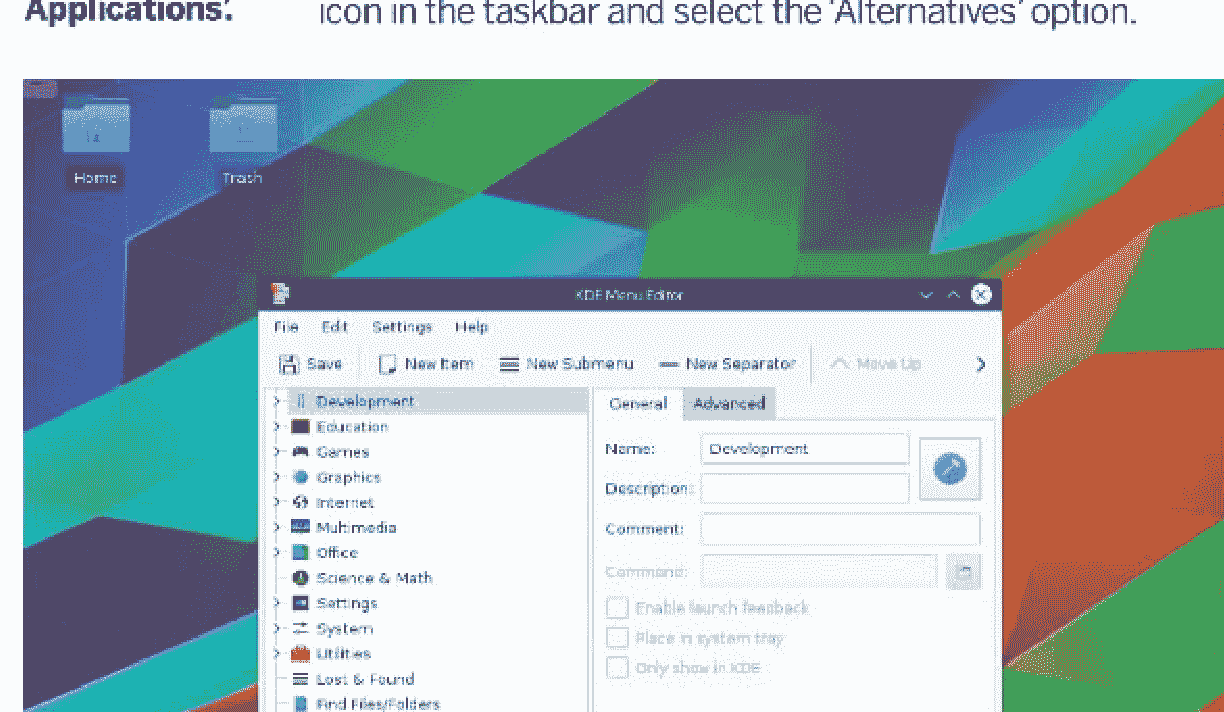 Applications'.
icon in the taskbar and select the 'Alternatives' option.
Home
Trash
KDE Menu Editor
File Edit Settings Help
Save New Item New Submenu New Separator Move Up
Development
Education
Games
Graphics
Internet
Multimedia
Office
Science & Math
Settings
System
Utilities
Lost & Found
Find Files/Folders
General Advanced
Name: Development
Description:
Comment:
Command:
Enable launch feedback
Place in system tray
Only show in KDE